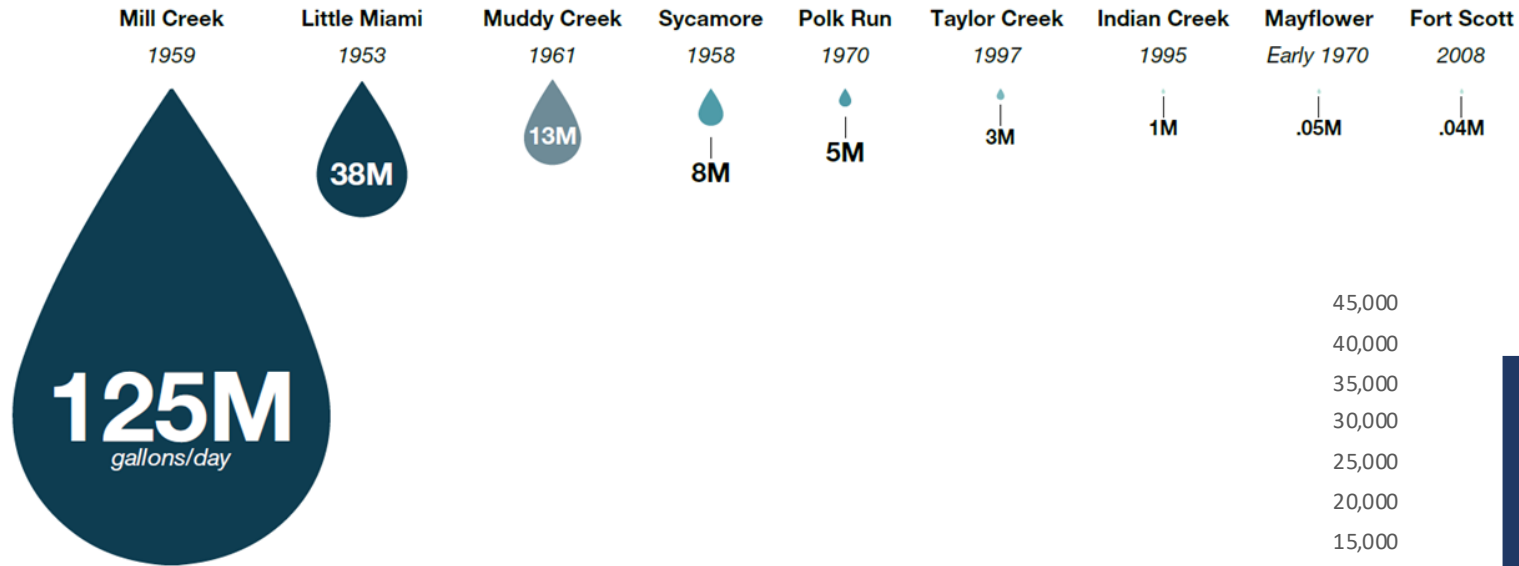 Mill Creek Little Miami Muddy Creek Sycamore Polk Run Taylor Creek Indian Creek Mayflower Fort Scott
1959 1953 1961 1958 1970 1997 1995 Early 1970 2008
125M
gallons/day
38M
13M
8M
5M
3M
1M
.05M
.04M
45,000
40,000
35,000
30,000
25,000
20,000
15,000